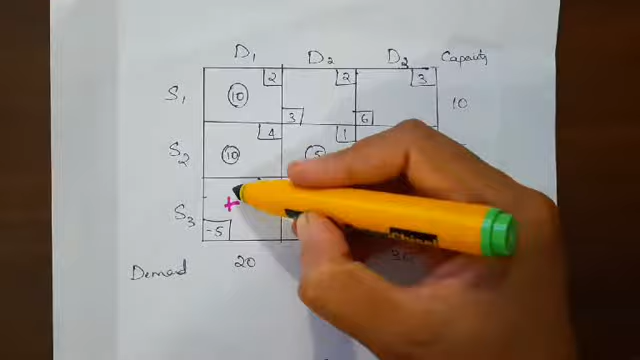 D1 D2 D3 Capacity
S1 10 2 2 3 10
3 6
S2 10 4 5 1
S3 +
-5
Demand 20